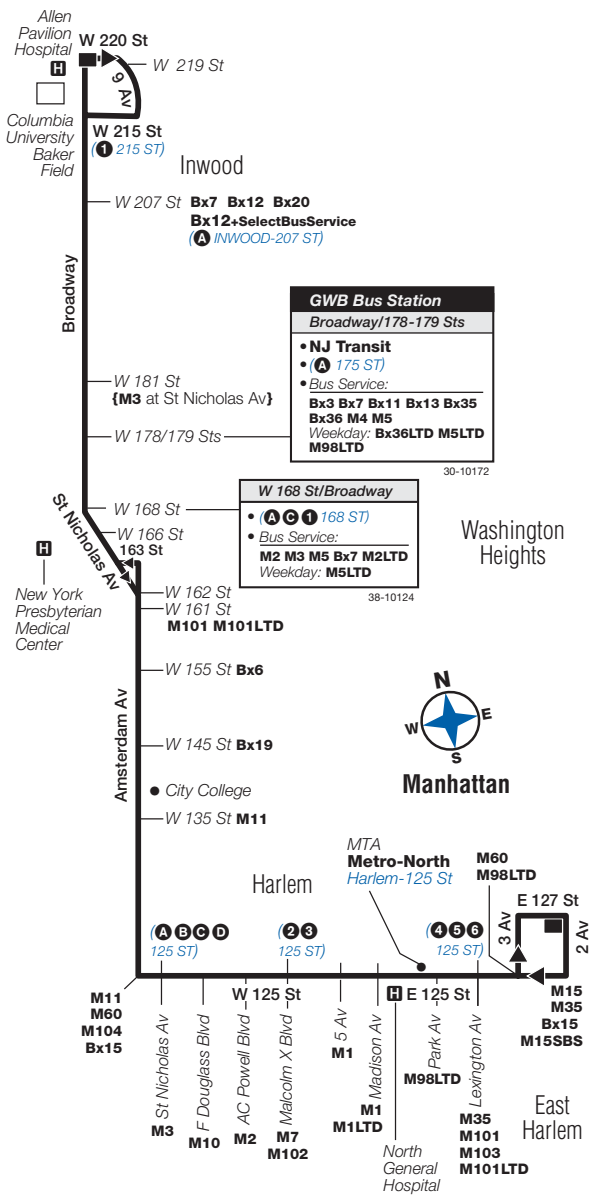 Allen
Pavilion
Hospital
H
W 220 St
W 219 St
9 Av
Columbia
University
Baker
Field
W 215 St
(1 215 ST)
Inwood
W 207 St Bx7 Bx12 Bx20
Bx12+SelectBusService
(A INWOOD-207 ST)
Broadway
GWB Bus Station
Broadway/178-179 Sts
• NJ Transit
• (A 175 ST)
• Bus Service:
Bx3 Bx7 Bx11 Bx13 Bx35
Bx36 M4 M5
Weekday: Bx36LTD M5LTD
M98LTD
30-10172
W 181 St
{M3 at St Nicholas Av}
W 178/179 Sts
W 168 St
W 168 St/Broadway
• (A C 1 168 ST)
• Bus Service:
M2 M3 M5 Bx7 M2LTD
Weekday: M5LTD
38-10124
Washington
Heights
St Nicholas Av
W 166 St
163 St
H
New York
Presbyterian
Medical
Center
W 162 St
W 161 St
M101 M101LTD
W 155 St Bx6
Amsterdam Av
W 145 St Bx19
• City College
W 135 St M11
N
W
E
S
Manhattan
Harlem
MTA
Metro-North
Harlem-125 St
M60
M98LTD
E 127 St
3 Av
2 Av
(A B C D
125 ST)
(2 3
125 ST)
(4 5 6
125 ST)
W 125 St
H
E 125 St
M11
M60
M104
Bx15
St Nicholas Av
M3
F Douglass Blvd
M10
AC Powell Blvd
M2
Malcolm X Blvd
M7
M102
5 Av
M1
Madison Av
M1
M1LTD
North
General
Hospital
Park Av
M98LTD
Lexington Av
M35
M101
M103
M101LTD
M15
M35
Bx15
M15SBS
East
Harlem